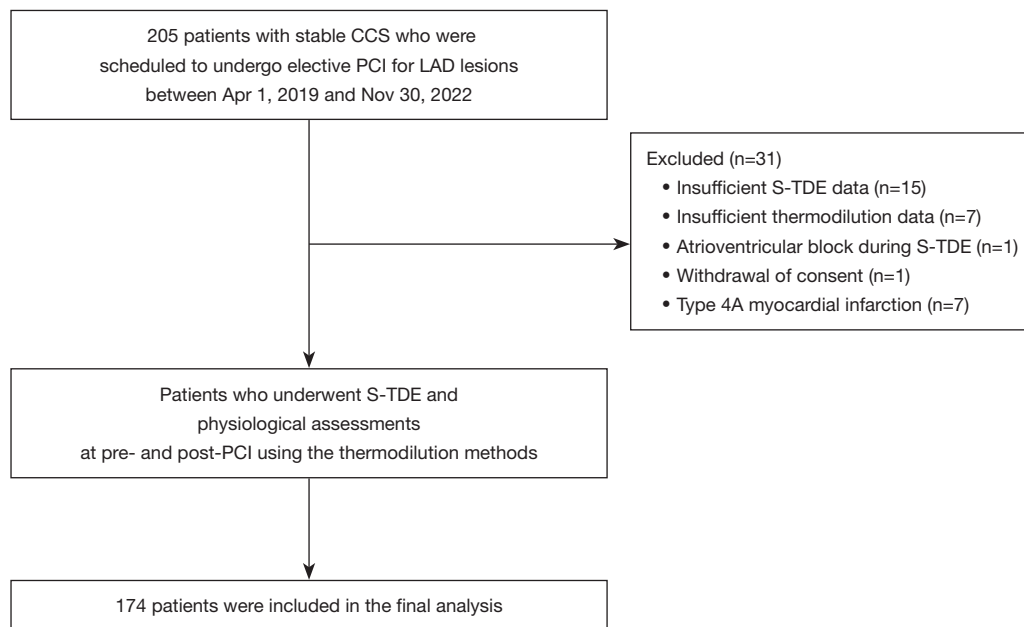 205 patients with stable CCS who were
scheduled to undergo elective PCI for LAD lesions
between Apr 1, 2019 and Nov 30, 2022
Excluded (n=31)
• Insufficient S-TDE data (n=15)
• Insufficient thermodilution data (n=7)
• Atrioventricular block during S-TDE (n=1)
• Withdrawal of consent (n=1)
• Type 4A myocardial infarction (n=7)
Patients who underwent S-TDE and
physiological assessments
at pre- and post-PCI using the thermodilution methods
174 patients were included in the final analysis